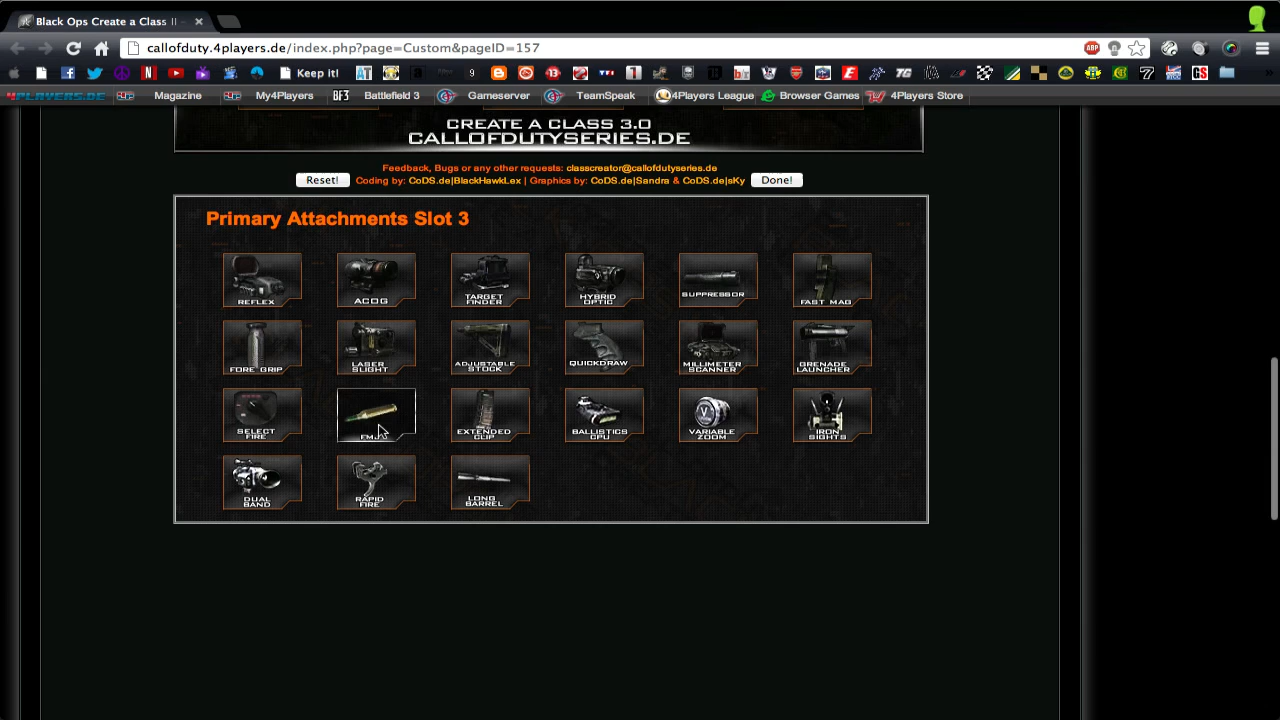 Black Ops Create a Class II
callofduty.4players.de/index.php?page=Custom&pageID=157
ABP
Keep it!
4PLAYERS.DE Magazine My4Players BF3 Battlefield 3 Gameserver TeamSpeak 4Players League Browser Games 4Players Store
CREATE A CLASS 3.0
CALLOFDUTYSERIES.DE
Feedback, Bugs or any other requests: classcreator@callofdutyseries.de
Reset! Coding by: CoDS.de|BlackHawkLex | Graphics by: CoDS.de|Sandra & CoDS.de|sKy Done!
Primary Attachments Slot 3
REFLEX
ACOG
TARGET
FINDER
HYBRID
OPTIC
SUPPRESSOR
FAST MAG
FORE GRIP
LASER
SLIGHT
ADJUSTABLE
STOCK
QUICKDRAW
MILLIMETER
SCANNER
GRENADE
LAUNCHER
SELECT
FIRE
EXTENDED
CLIP
BALLISTICS
CPU
VARIABLE
ZOOM
IRON
SIGHTS
DUAL
BAND
RAPID
FIRE
LONG
BARREL